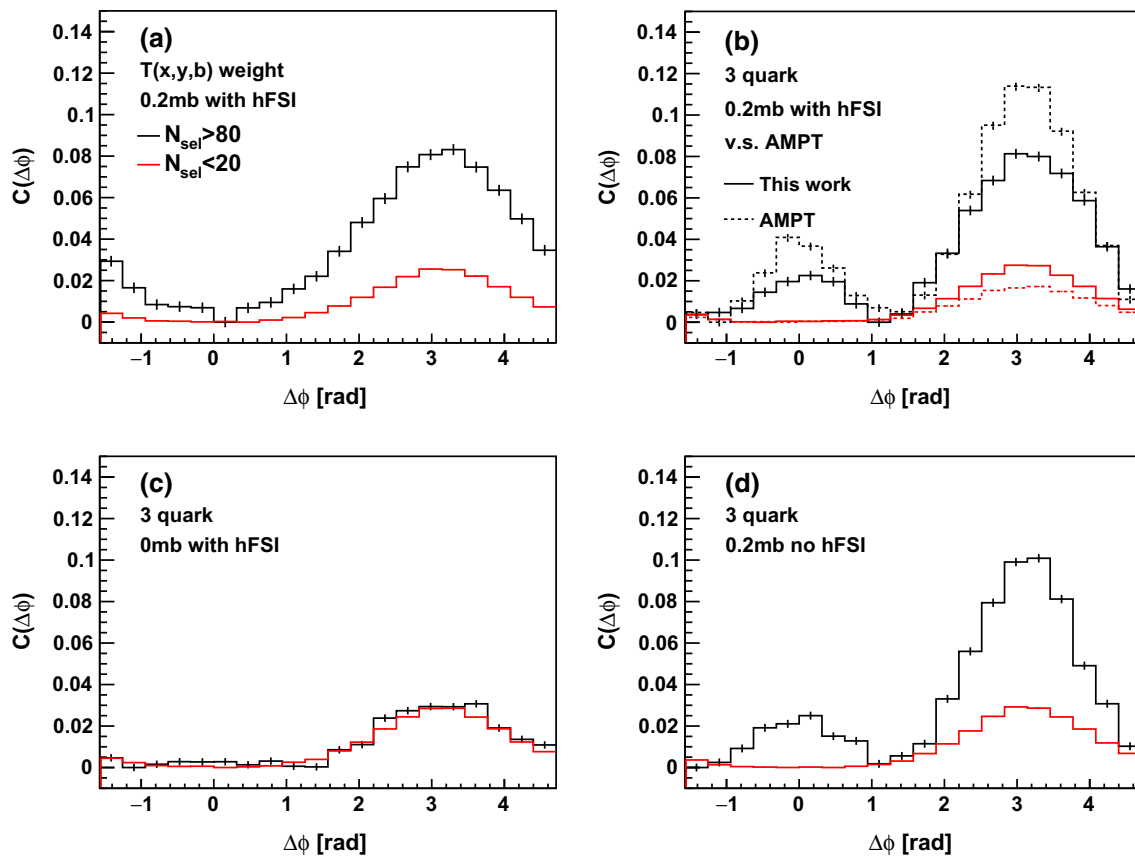 (a)
T(x,y,b) weight
0.2mb with hFSI
N_sel>80
N_sel<20
C(Δϕ)
0.14
0.12
0.1
0.08
0.06
0.04
0.02
0
−1 0 1 2 3 4
Δϕ [rad]
(b)
3 quark
0.2mb with hFSI
v.s. AMPT
This work
AMPT
C(Δϕ)
0.14
0.12
0.1
0.08
0.06
0.04
0.02
0
−1 0 1 2 3 4
Δϕ [rad]
(c)
3 quark
0mb with hFSI
C(Δϕ)
0.14
0.12
0.1
0.08
0.06
0.04
0.02
0
−1 0 1 2 3 4
Δϕ [rad]
(d)
3 quark
0.2mb no hFSI
C(Δϕ)
0.14
0.12
0.1
0.08
0.06
0.04
0.02
0
−1 0 1 2 3 4
Δϕ [rad]